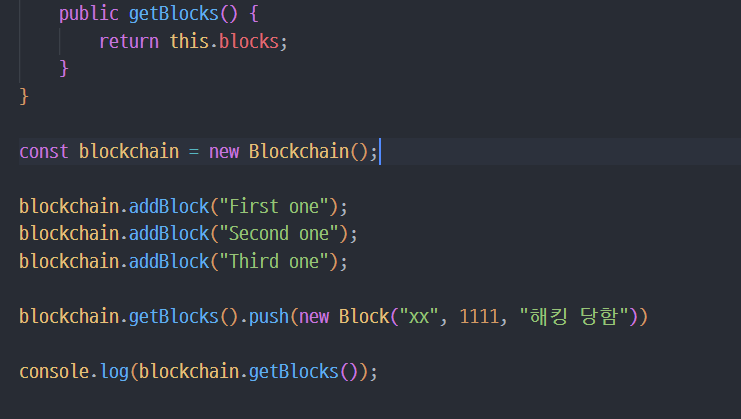 public getBlocks() {
return this.blocks;
}
}
const blockchain = new Blockchain();
blockchain.addBlock("First one");
blockchain.addBlock("Second one");
blockchain.addBlock("Third one");
blockchain.getBlocks().push(new Block("xx", 1111, "해킹 당함"))
console.log(blockchain.getBlocks());